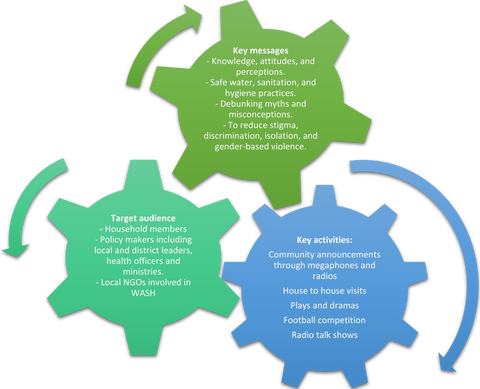 Key messages
- Knowledge, attitudes, and
perceptions.
- Safe water, sanitation, and
hygiene practices.
- Debunking myths and
misconceptions.
- To reduce stigma,
discrimination, isolation, and
gender-based violence.
Target audience
- Household members
- Policy makers including
local and district leaders,
health officers and
ministries.
- Local NGOs involved in
WASH
Key activities:
Community announcements
through megaphones and
radios
House to house visits
Plays and dramas
Football competition
Radio talk shows